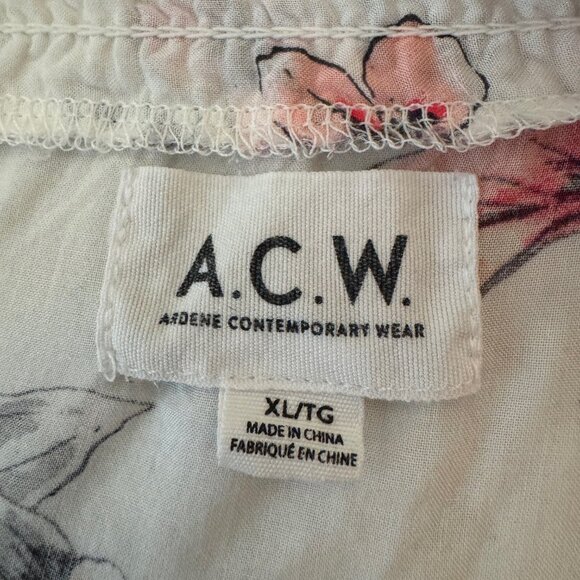 A.C.W.
ARDENE CONTEMPORARY WEAR
XL/TG
MADE IN CHINA
FABRIQUÉ EN CHINE